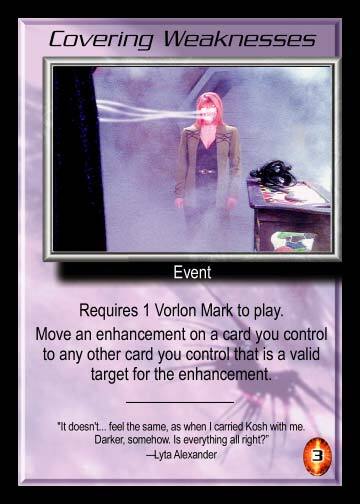 Covering Weaknesses
Event
Requires 1 Vorlon Mark to play.
Move an enhancement on a card you control
to any other card you control that is a valid
target for the enhancement.
"It doesn't... feel the same, as when I carried Kosh with me.
Darker, somehow. Is everything all right?"
—Lyta Alexander
3